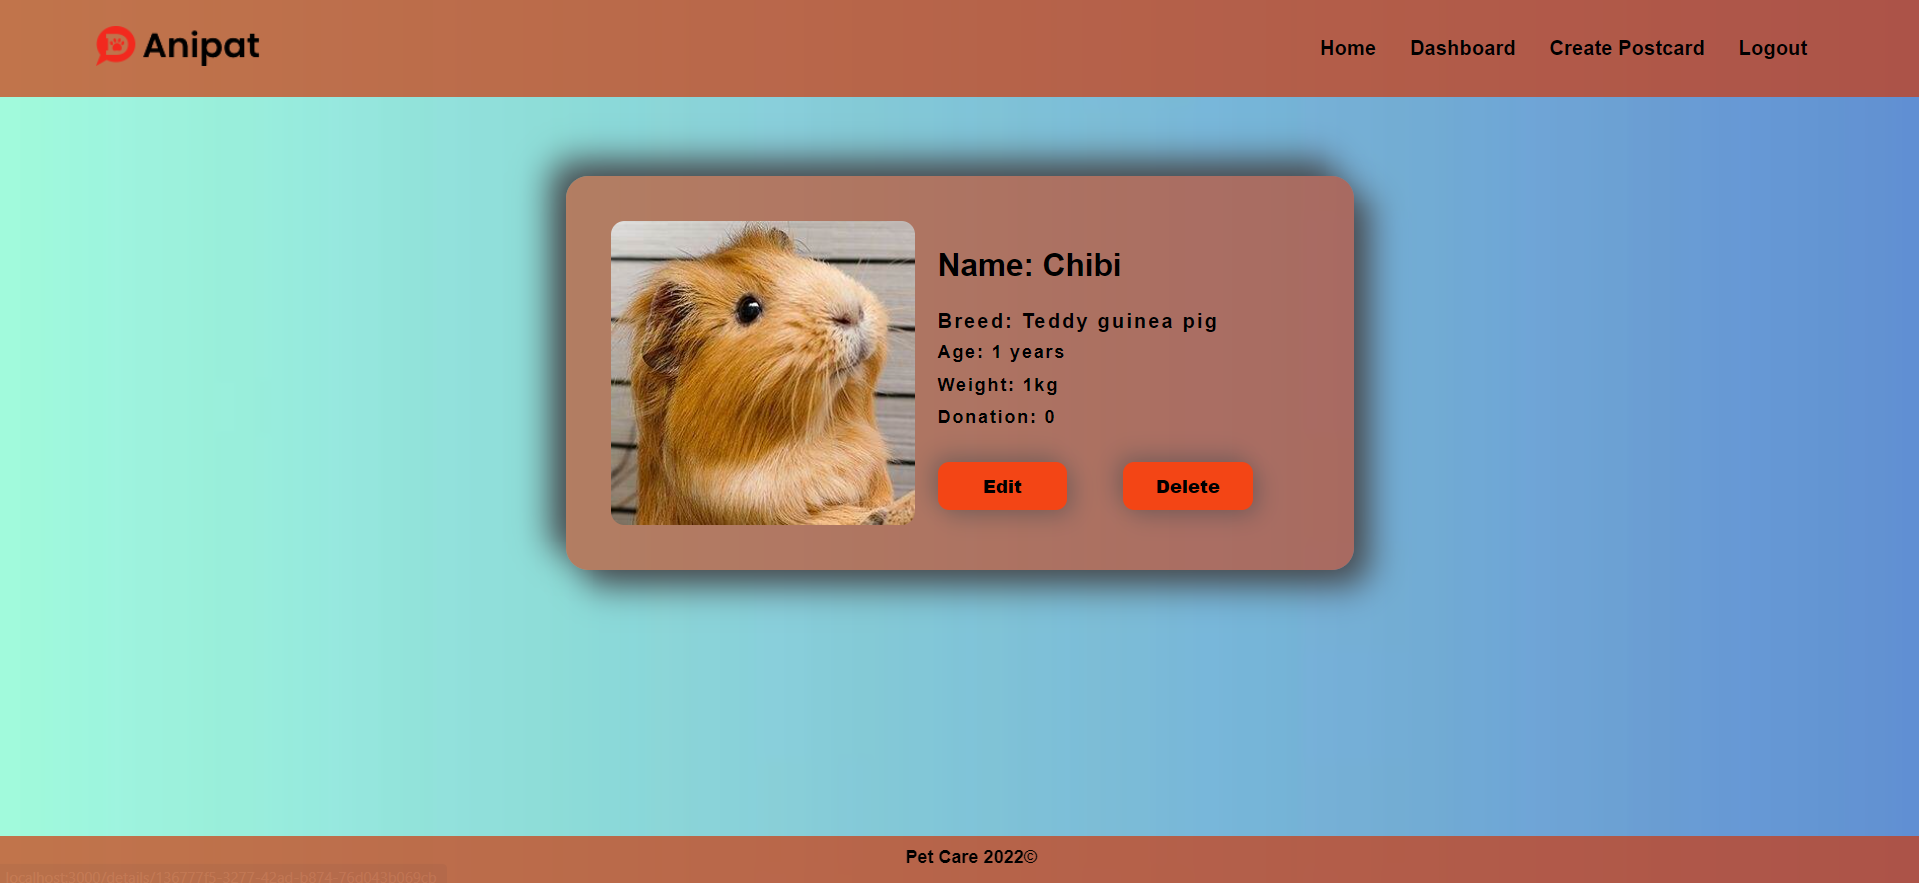 Anipat
Home Dashboard Create Postcard Logout
Name: Chibi
Breed: Teddy guinea pig
Age: 1 years
Weight: 1kg
Donation: 0
Edit Delete
Pet Care 2022©